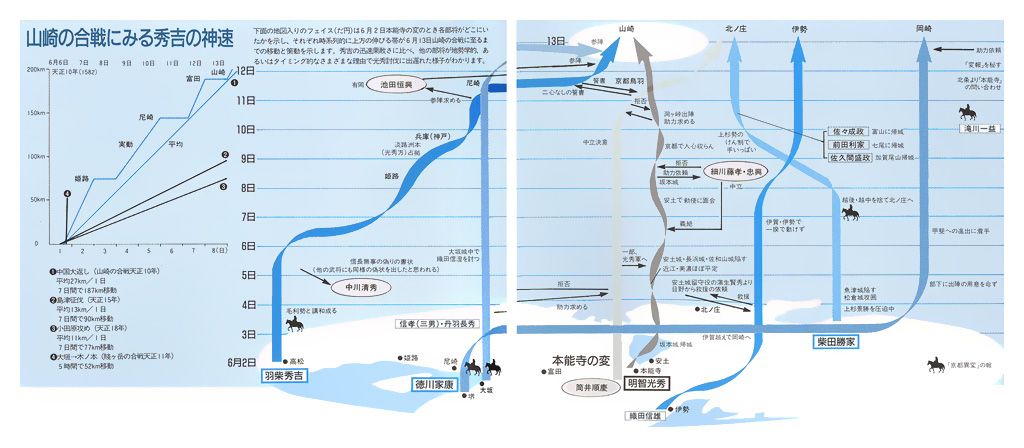 山崎の合戦にみる秀吉の神速
下面の地図入りのフェイス(だ円)は6月2日本能寺の変のとき各部将がどこにい
たかを示し、それぞれ時系列的に上方の伸びる帯が6月13日山崎の合戦に至るま
での移動と策動を示します。秀吉の迅速果敢さに比べ、他の部将が地勢学的、あ
るいはタイミング的なさまざまな理由で光秀討伐に出遅れた様子がわかります。
6月6日 7日 8日 9日 10日 11日 12日 13日
天正10年(1582)
200km
150km
100km
50km
0
山崎
富田
尼崎
実動
平均
姫路
❶
❷
❸
❹
1 2 3 4 5 6 7 8(日)
❶中国大返し(山崎の合戦天正10年)
平均27km/1日
7日間で187km移動
❷島津征伐(天正15年)
平均13km/1日
7日間で90km移動
❸小田原攻め(天正18年)
平均11km/1日
7日間で77km移動
❹大垣→木ノ本(賤ヶ岳の合戦天正11年)
5時間で52km移動
13日
12日
11日
10日
9日
8日
7日
6日
5日
4日
3日
6月2日
有岡
池田恒興
尼崎
参陣求める
兵庫(神戸)
淡路洲本
(光秀方)占拠
姫路
大坂城中で
織田信澄を討つ
信長無事の偽りの書状
(他の武将にも同様の偽状を出したと思われる)
中川清秀
毛利勢と講和成る
信孝(三男)・丹羽長秀
高松
羽柴秀吉
姫路
尼崎
徳川家康
堺
大坂
山崎
北ノ庄
伊勢
岡崎
参陣
参陣
誓書
二心なしの誓書
京都鳥羽
拒否
洞ヶ峠出陣
助力求める
中立決意
京都で人心収らん
拒否
助力依頼
坂本城
細川藤孝・忠興
中立
安土で勅使に面会
義絶
一部、
光秀軍へ
安土城・長浜城・佐和山城陥す
近江・美濃ほぼ平定
安土城留守役の蒲生賢秀より
日野から救援の依頼
救援
北ノ庄
拒否
助力求める
坂本城帰城
伊賀越えで岡崎へ
本能寺の変
富田
筒井順慶
安土
本能寺
明智光秀
織田信雄
伊勢
上杉勢の
けん制で
手いっぱい
佐々成政
富山に帰城
前田利家
七尾に帰城
佐久間盛政
加賀尾山帰城
越後・越中を捨て北ノ庄へ
伊賀・伊勢で
一揆で動けず
魚津城陥す
松倉城攻囲
上杉景勝を圧迫中
柴田勝家
助力依頼
「変報」を秘す
北条より「本能寺」
の問い合わせ
滝川一益
甲斐への進出に着手
部下に出陣の用意を命ず
「京都異変」の報